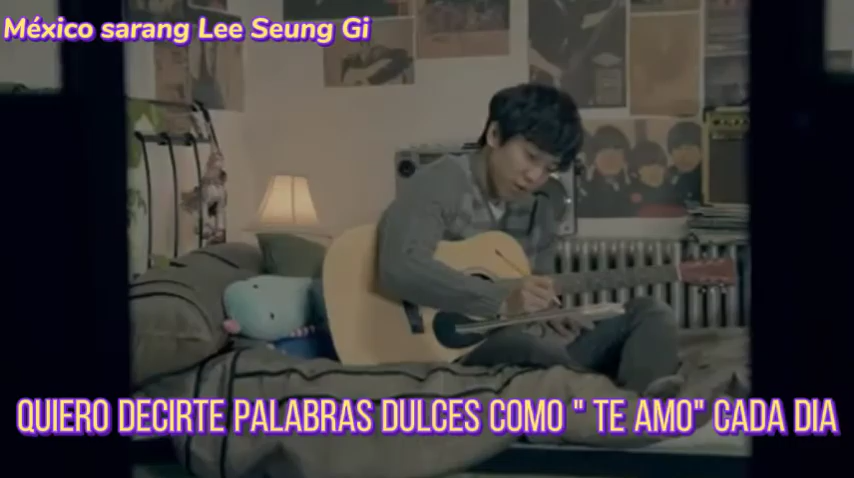 México sarang Lee Seung Gi
QUIERO DECIRTE PALABRAS DULCES COMO " TE AMO" CADA DIA